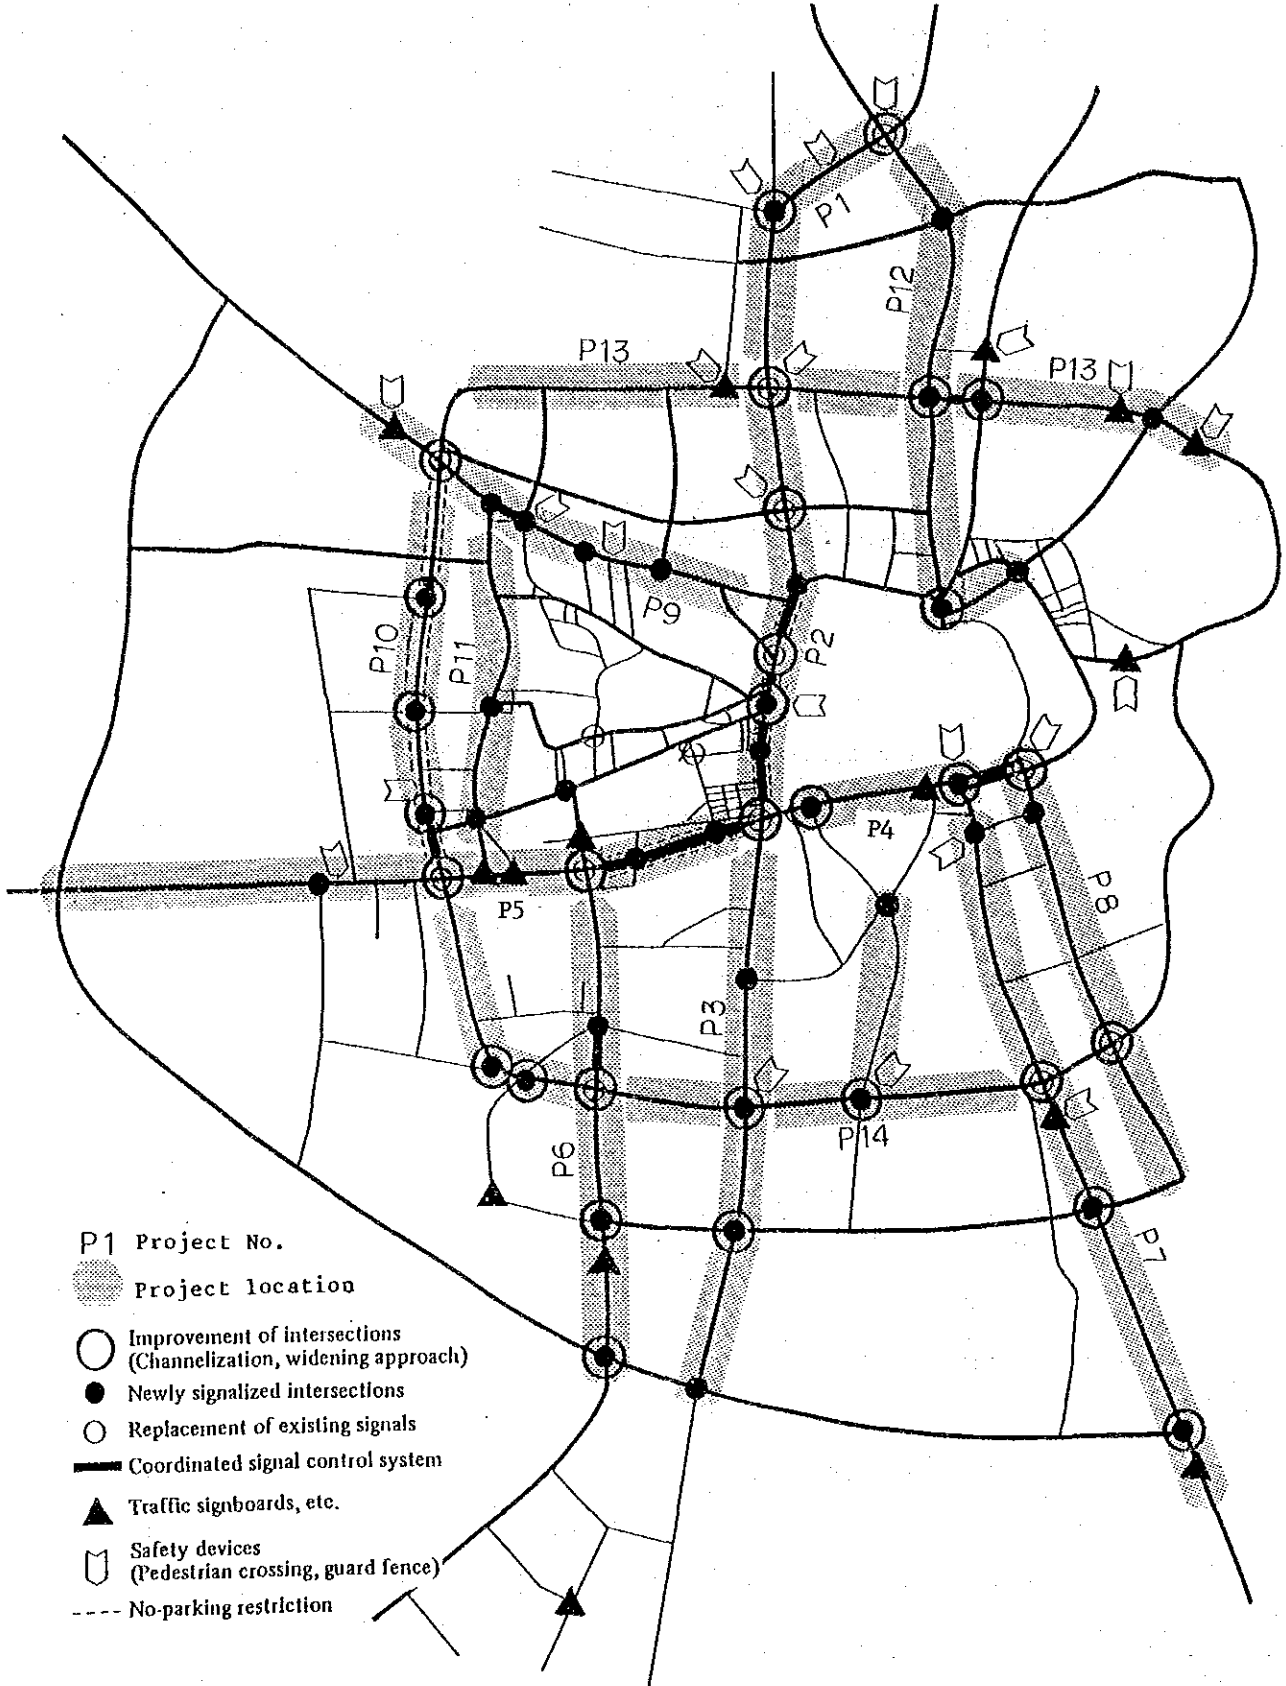 P1
P12
P13
P13
P9
P2
P10
P11
P4
P5
P8
P3
P14
P6
P7
P1 Project No.
Project location
Improvement of intersections
(Channelization, widening approach)
Newly signalized intersections
Replacement of existing signals
Coordinated signal control system
Traffic signboards, etc.
Safety devices
(Pedestrian crossing, guard fence)
No-parking restriction